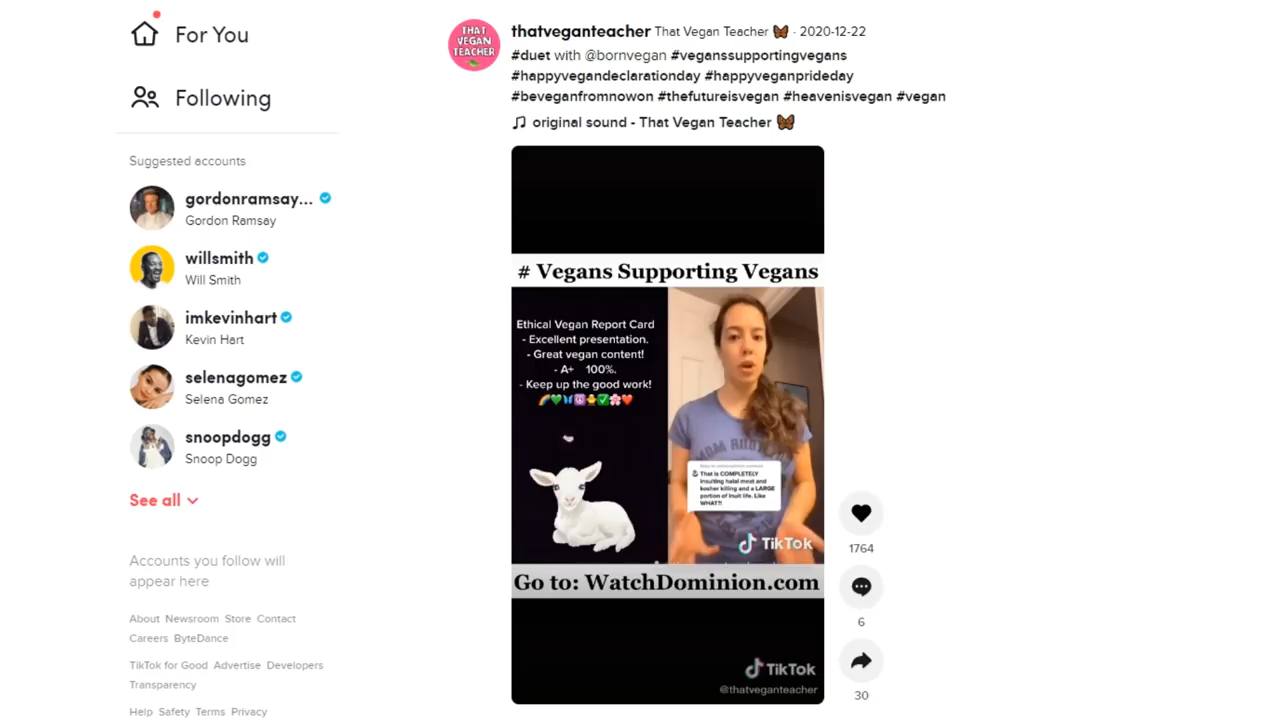 For You
Following
Suggested accounts
gordonramsay...
Gordon Ramsay
willsmith
Will Smith
imkevinhart
Kevin Hart
selenagomez
Selena Gomez
snoopdogg
Snoop Dogg
See all
Accounts you follow will
appear here
About Newsroom Store Contact
Careers ByteDance
TikTok for Good Advertise Developers
Transparency
Help Safety Terms Privacy
THAT
VEGAN
TEACHER
thatveganteacher That Vegan Teacher 🦋 · 2020-12-22
#duet with @bornvegan #veganssupportingvegans
#happyvegandeclarationday #happyveganprideday
#beveganfromnowon #thefutureisvegan #heavenisvegan #vegan
original sound - That Vegan Teacher 🦋
# Vegans Supporting Vegans
Ethical Vegan Report Card
- Excellent presentation.
- Great vegan content!
- A+ 100%.
- Keep up the good work!
That is COMPLETELY
insulting halal meat and
kosher killing and a LARGE
portion of Inuit life. Like
WHAT?!
TikTok
Go to: WatchDominion.com
TikTok
@thatveganteacher
1764
6
30